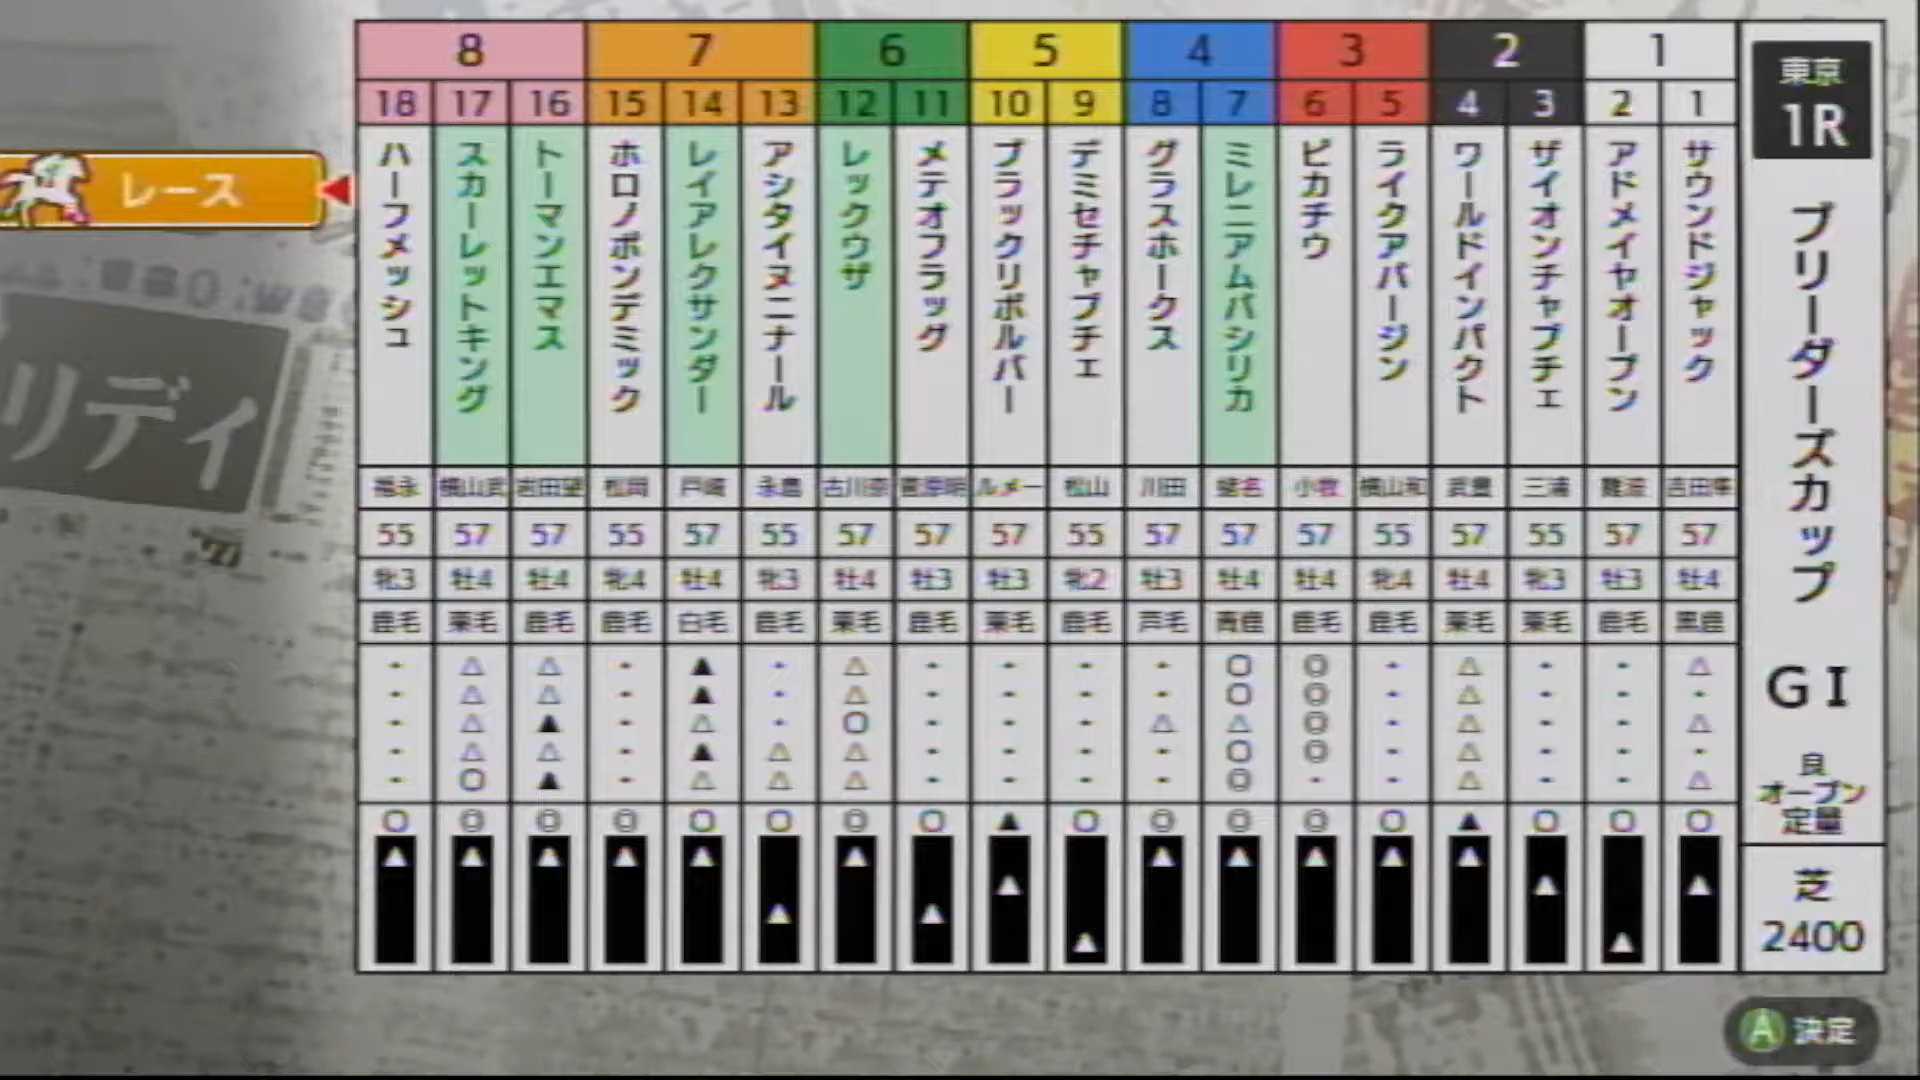 東京
1R
ブリーダーズカップ
GⅠ
良
オープン
定量
芝
2400
8 7 6 5 4 3 2 1
18 17 16 15 14 13 12 11 10 9 8 7 6 5 4 3 2 1
ハーフメッシュ
スカーレットキング
トーマンエマス
ホロノポンデミック
レイアレクサンダー
アシタイヌニナール
レックウザ
メテオフラッグ
ブラックリボルバー
デミセチャプチェ
グラスホークス
ミレニアムバシリカ
ピカチウ
ライクアバージン
ワールドインパクト
ザイオンチャプチェ
アドメイヤオープン
サウンドジャック
福永 横山武 岩田望 松岡 戸崎 永島 古川奈 菅原明 ルメー 松山 川田 蛯名 小牧 横山和 武豊 三浦 難波 吉田隼
55 57 57 55 57 55 57 57 57 55 57 57 57 55 57 55 57 57
牝3 牡4 牡4 牝4 牡4 牝3 牡4 牡3 牡3 牝2 牡3 牡4 牡4 牝4 牡4 牝3 牡3 牡4
鹿毛 栗毛 鹿毛 鹿毛 白毛 鹿毛 栗毛 鹿毛 栗毛 鹿毛 芦毛 青鹿 鹿毛 鹿毛 栗毛 栗毛 鹿毛 黒鹿
- △ △ - ▲ - △ - - - - ○ ◎ - △ - - △
- △ △ - ▲ - △ - - - - ○ ◎ - △ - - -
- △ ▲ - △ - ○ - - - △ △ ◎ - △ - - △
- △ △ - ▲ △ △ - - - - ○ ◎ - △ - - -
- ○ ▲ - △ △ △ - - - - ◎ - - △ - - △
○ ◎ ◎ ◎ ○ ○ ◎ ○ ▲ ○ ◎ ◎ ◎ ○ ▲ ○ ○ ○
レース
リディ
A 決定